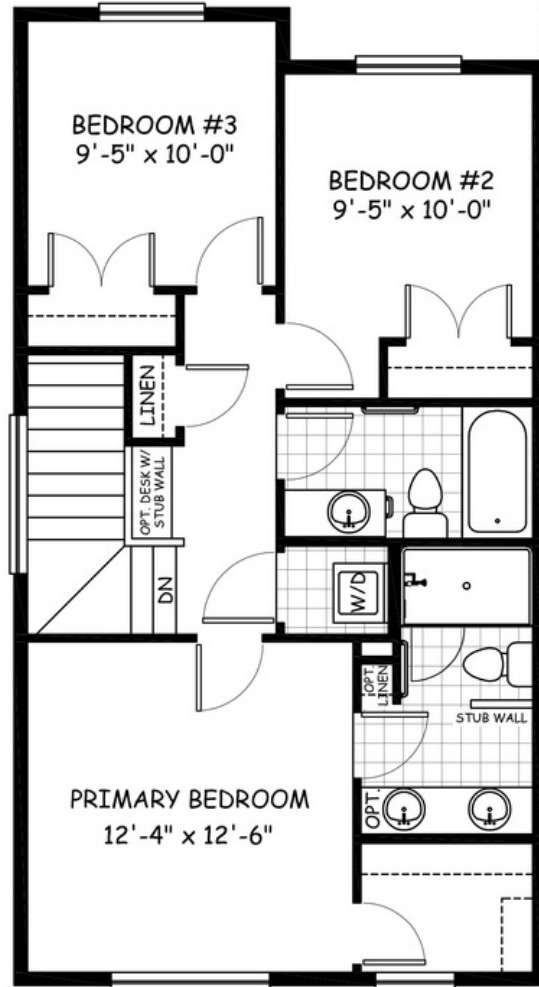 BEDROOM #3
9'-5" x 10'-0"
BEDROOM #2
9'-5" x 10'-0"
LINEN
OPT. DESK W/
STUB WALL
DN
W/D
OPT.
LINEN
STUB WALL
PRIMARY BEDROOM
12'-4" x 12'-6"
OPT.